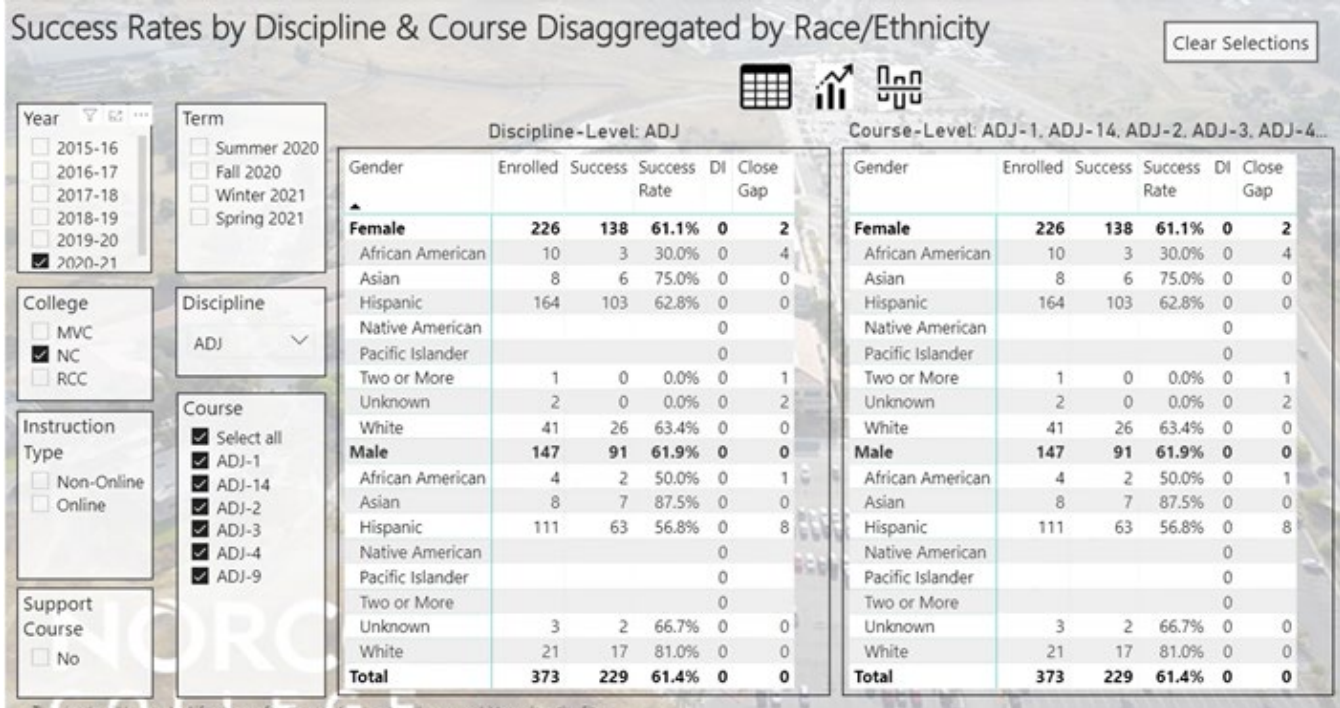 Success Rates by Discipline & Course Disaggregated by Race/Ethnicity
Clear Selections
Year
2015-16
2016-17
2017-18
2018-19
2019-20
2020-21
Term
Summer 2020
Fall 2020
Winter 2021
Spring 2021
College
MVC
NC
RCC
Discipline
ADJ
Instruction
Type
Non-Online
Online
Course
Select all
ADJ-1
ADJ-14
ADJ-2
ADJ-3
ADJ-4
ADJ-9
Support
Course
No
Discipline-Level: ADJ
Gender Enrolled Success Success Rate DI Close Gap
Female 226 138 61.1% 0 2
African American 10 3 30.0% 0 4
Asian 8 6 75.0% 0 0
Hispanic 164 103 62.8% 0 0
Native American 0
Pacific Islander 0
Two or More 1 0 0.0% 0 1
Unknown 2 0 0.0% 0 2
White 41 26 63.4% 0 0
Male 147 91 61.9% 0 0
African American 4 2 50.0% 0 1
Asian 8 7 87.5% 0 0
Hispanic 111 63 56.8% 0 8
Native American 0
Pacific Islander 0
Two or More 0
Unknown 3 2 66.7% 0 0
White 21 17 81.0% 0 0
Total 373 229 61.4% 0 0
Course-Level: ADJ-1, ADJ-14, ADJ-2, ADJ-3, ADJ-4...
Gender Enrolled Success Success Rate DI Close Gap
Female 226 138 61.1% 0 2
African American 10 3 30.0% 0 4
Asian 8 6 75.0% 0 0
Hispanic 164 103 62.8% 0 0
Native American 0
Pacific Islander 0
Two or More 1 0 0.0% 0 1
Unknown 2 0 0.0% 0 2
White 41 26 63.4% 0 0
Male 147 91 61.9% 0 0
African American 4 2 50.0% 0 1
Asian 8 7 87.5% 0 0
Hispanic 111 63 56.8% 0 8
Native American 0
Pacific Islander 0
Two or More 0
Unknown 3 2 66.7% 0 0
White 21 17 81.0% 0 0
Total 373 229 61.4% 0 0
NORC